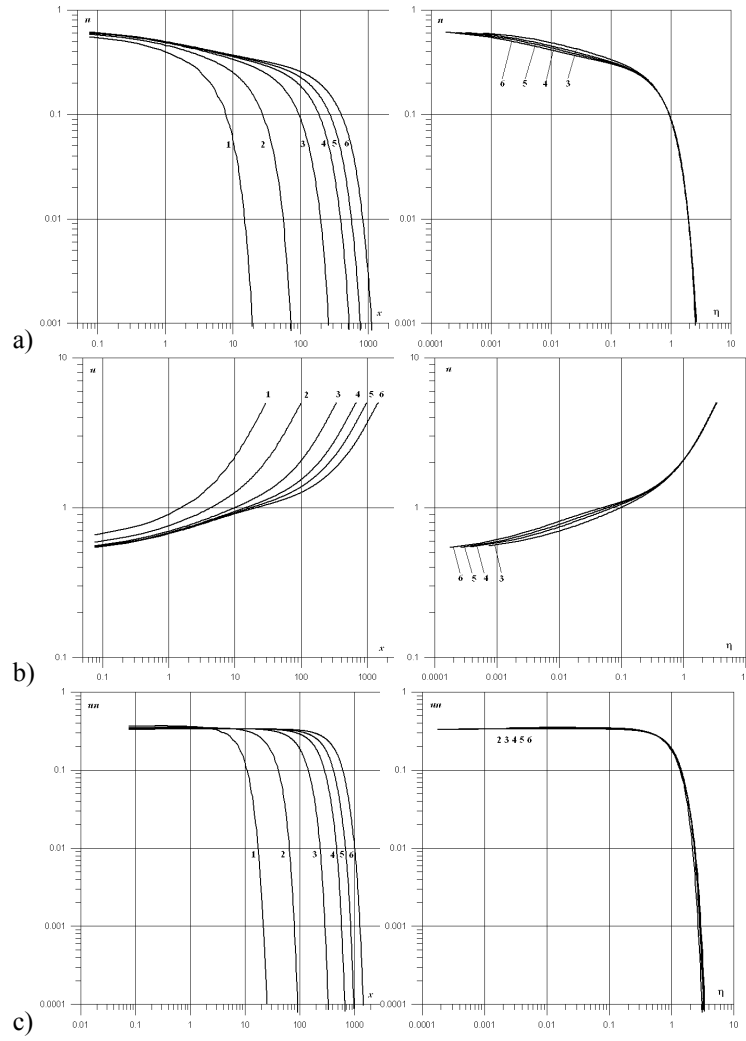 1 n 1 n
0.1 0.1
6 5 4 3
1 2 3 4 5 6
0.01 0.01
0.001 x 0.001 η
a) 0.1 1 10 100 1000 0.0001 0.001 0.01 0.1 1 10
10 u 10 u
1 2 3 4 5 6
1 1
6 5 4 3
0.1 x 0.1 η
b) 0.1 1 10 100 1000 0.0001 0.001 0.01 0.1 1 10
1 un 1 un
2 3 4 5 6
0.1 0.1
0.01 0.01
1 2 3 4 5 6
0.001 0.001
0.0001 x 0.0001 η
c) 0.01 0.1 1 10 100 1000 0.0001 0.001 0.01 0.1 1 10